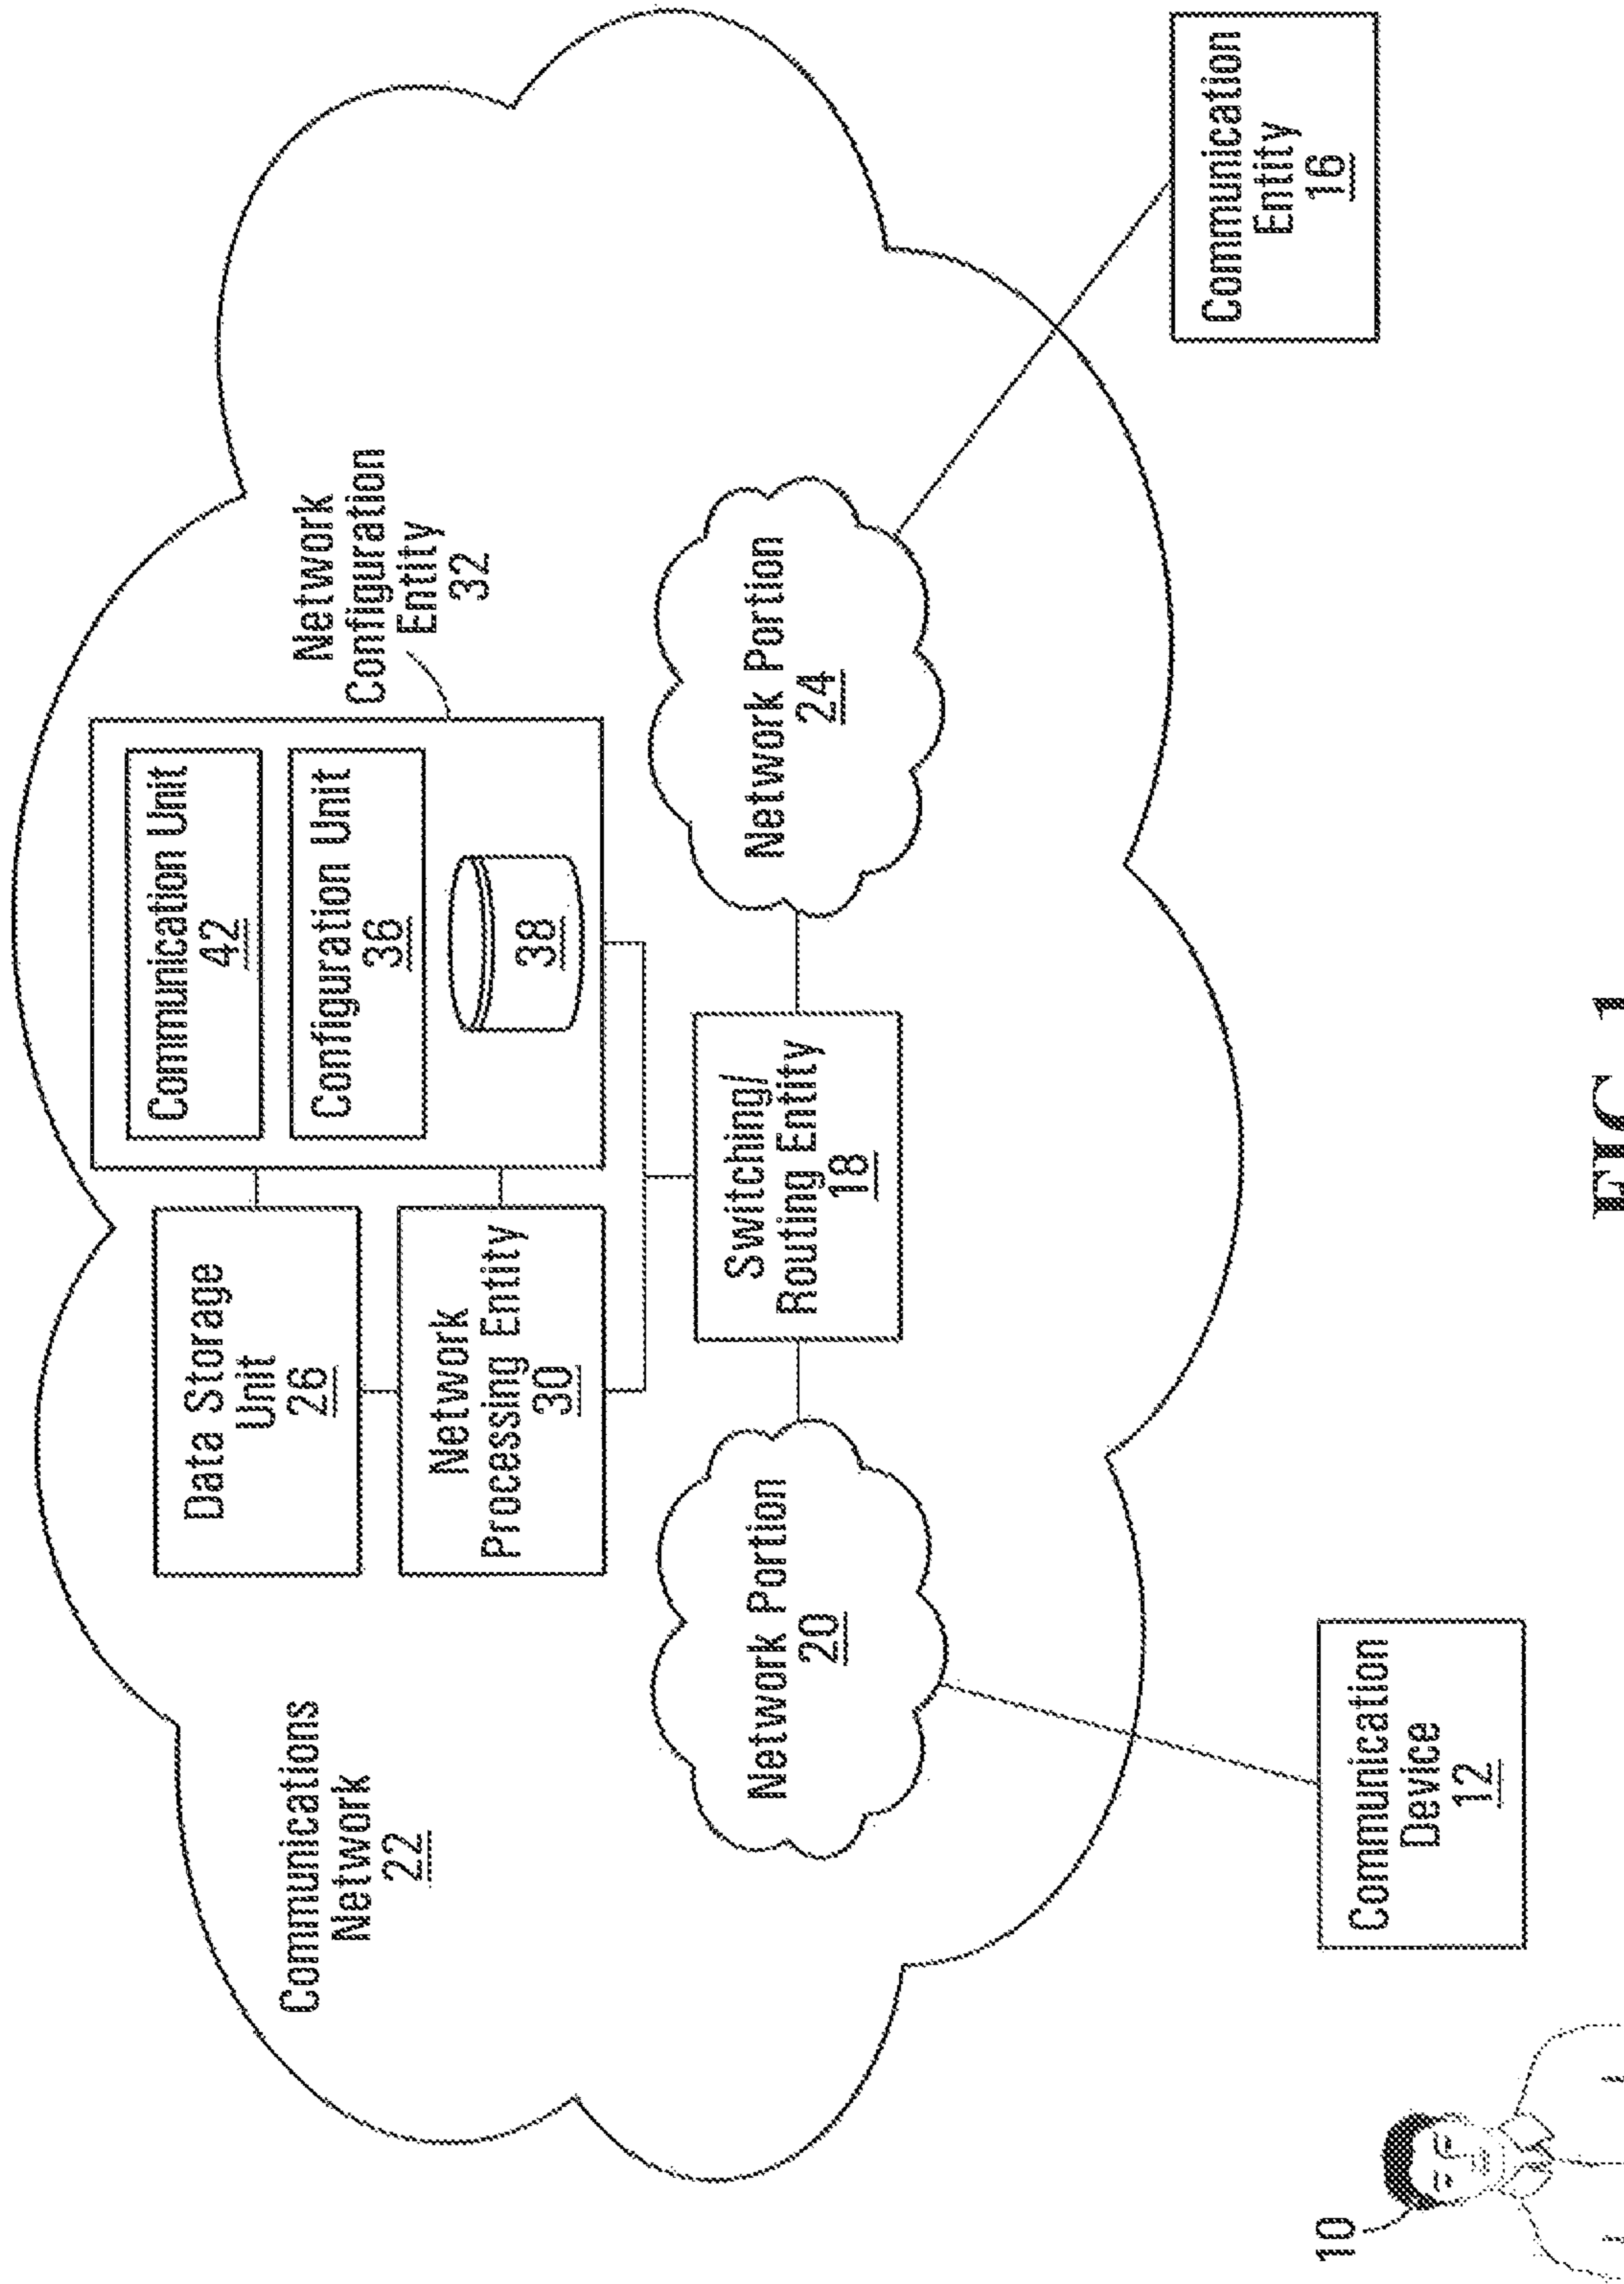 Communications
Network
22
Data Storage
Unit
26
Communication Unit
42
Configuration Unit
36
38
Network
Configuration
Entity
32
Network
Processing Entity
30
Network Portion
20
Switching/
Routing Entity
18
Network Portion
24
10
Communication
Device
12
Communication
Entity
16
FIG. 1